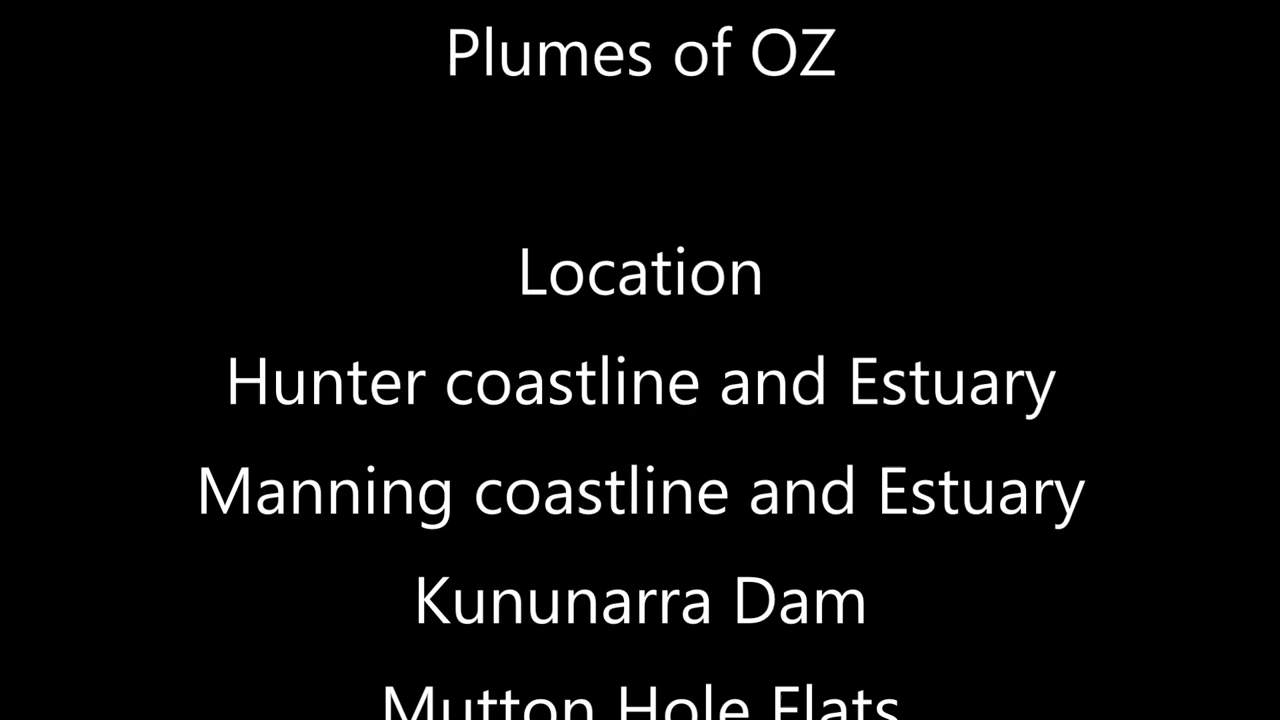 Plumes of OZ
Location
Hunter coastline and Estuary
Manning coastline and Estuary
Kununarra Dam
Mutton Hole Flats